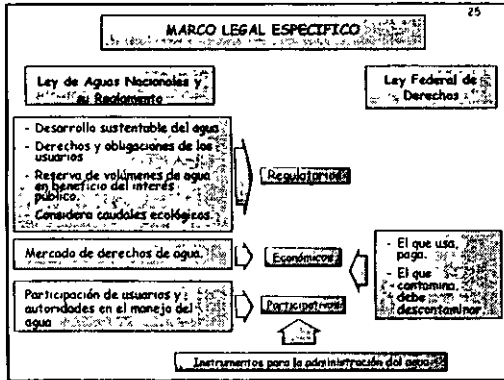 25
MARCO LEGAL ESPECIFICO
Ley de Aguas Nacionales y
su Reglamento
Ley Federal de
Derechos
- Desarrollo sustentable del agua
- Derechos y obligaciones de los
usuarios
- Reserva de volúmenes de agua
en beneficio del interés
público.
- Considera caudales ecológicos.
Regulatorios
Mercado de derechos de agua.
Económicos
- El que usa,
paga.
- El que
contamina,
debe
descontaminar.
Participación de usuarios y
autoridades en el manejo del
agua
Participativos
Instrumentos para la administración del agua